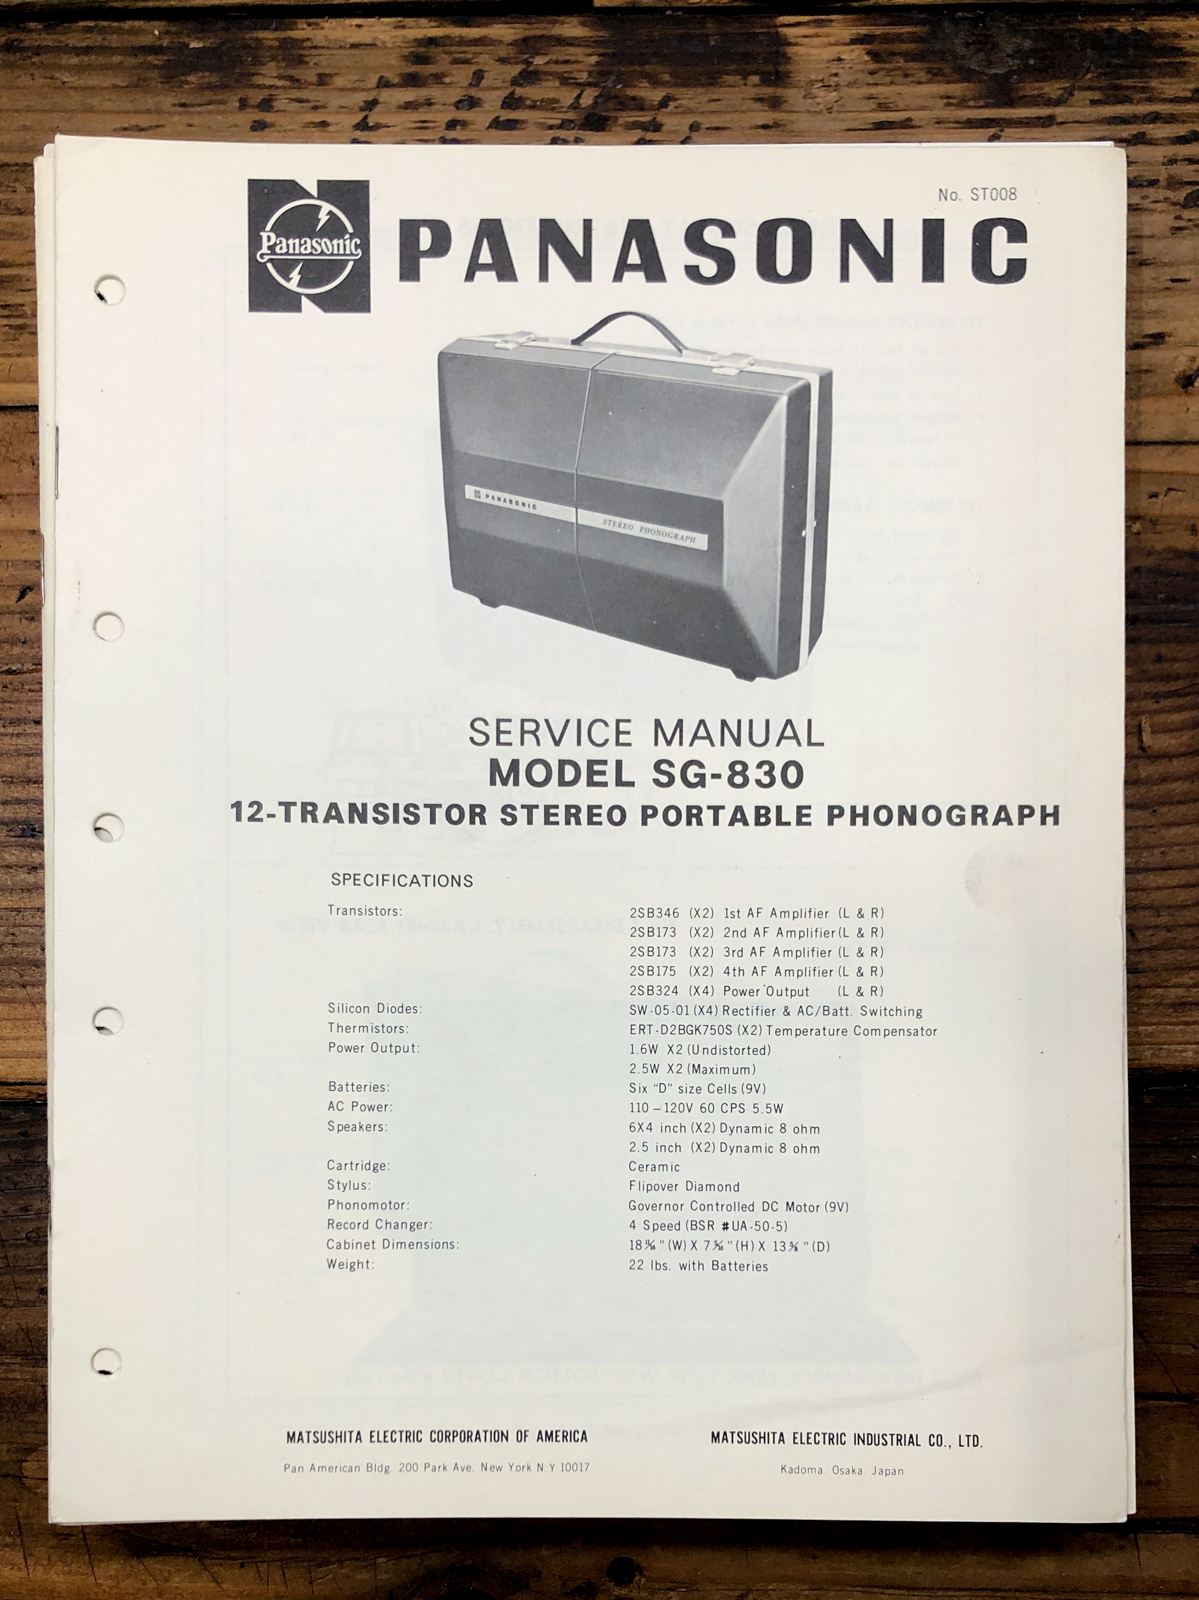 No. ST008
Panasonic
PANASONIC
PANASONIC
STEREO PHONOGRAPH
SERVICE MANUAL
MODEL SG-830
12-TRANSISTOR STEREO PORTABLE PHONOGRAPH
SPECIFICATIONS
Transistors: 2SB346 (X2) 1st AF Amplifier (L & R)
2SB173 (X2) 2nd AF Amplifier (L & R)
2SB173 (X2) 3rd AF Amplifier (L & R)
2SB175 (X2) 4th AF Amplifier (L & R)
2SB324 (X4) Power Output (L & R)
Silicon Diodes: SW-05-01 (X4) Rectifier & AC/Batt. Switching
Thermistors: ERT-D2BGK750S (X2) Temperature Compensator
Power Output: 1.6W X2 (Undistorted)
2.5W X2 (Maximum)
Batteries: Six "D" size Cells (9V)
AC Power: 110–120V 60 CPS 5.5W
Speakers: 6X4 inch (X2) Dynamic 8 ohm
2.5 inch (X2) Dynamic 8 ohm
Cartridge: Ceramic
Stylus: Flipover Diamond
Phonomotor: Governor Controlled DC Motor (9V)
Record Changer: 4 Speed (BSR #UA-50-5)
Cabinet Dimensions: (W) X (H) X (D)
Weight: 22 lbs. with Batteries
MATSUSHITA ELECTRIC CORPORATION OF AMERICA MATSUSHITA ELECTRIC INDUSTRIAL CO., LTD.
Pan American Bldg. 200 Park Ave. New York N.Y 10017 Kadoma. Osaka. Japan